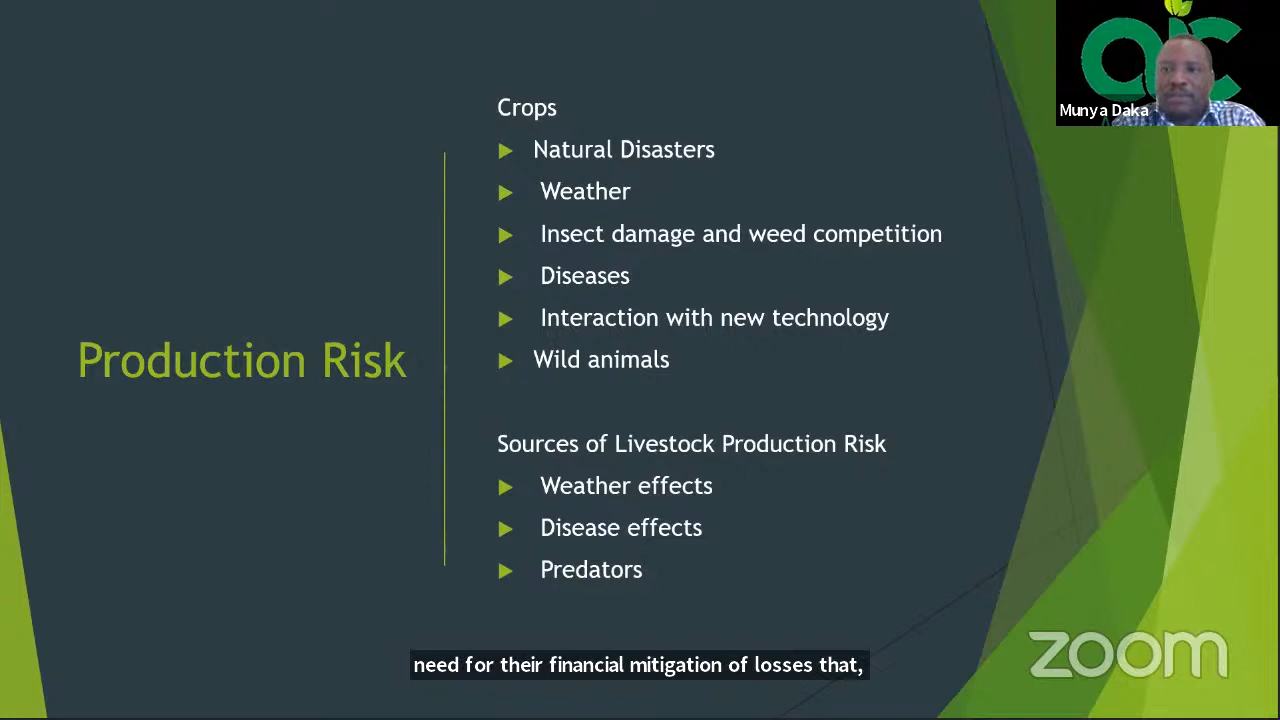 Production Risk
Crops
Natural Disasters
Weather
Insect damage and weed competition
Diseases
Interaction with new technology
Wild animals
Sources of Livestock Production Risk
Weather effects
Disease effects
Predators
Munya Daka
zoom
need for their financial mitigation of losses that,